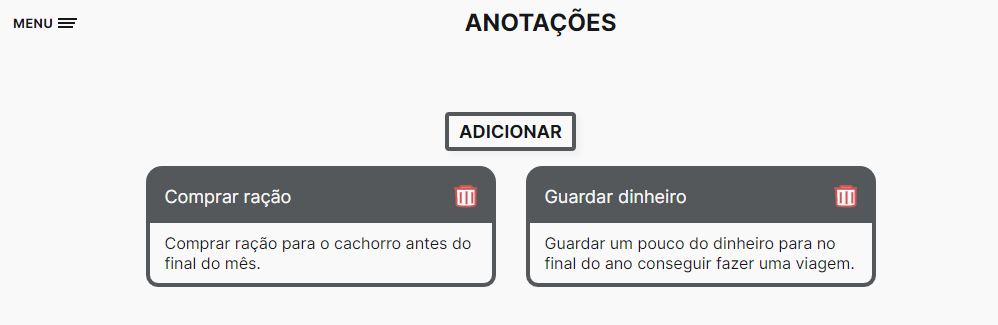 MENU
ANOTAÇÕES
ADICIONAR
Comprar ração
Comprar ração para o cachorro antes do
final do mês.
Guardar dinheiro
Guardar um pouco do dinheiro para no
final do ano conseguir fazer uma viagem.